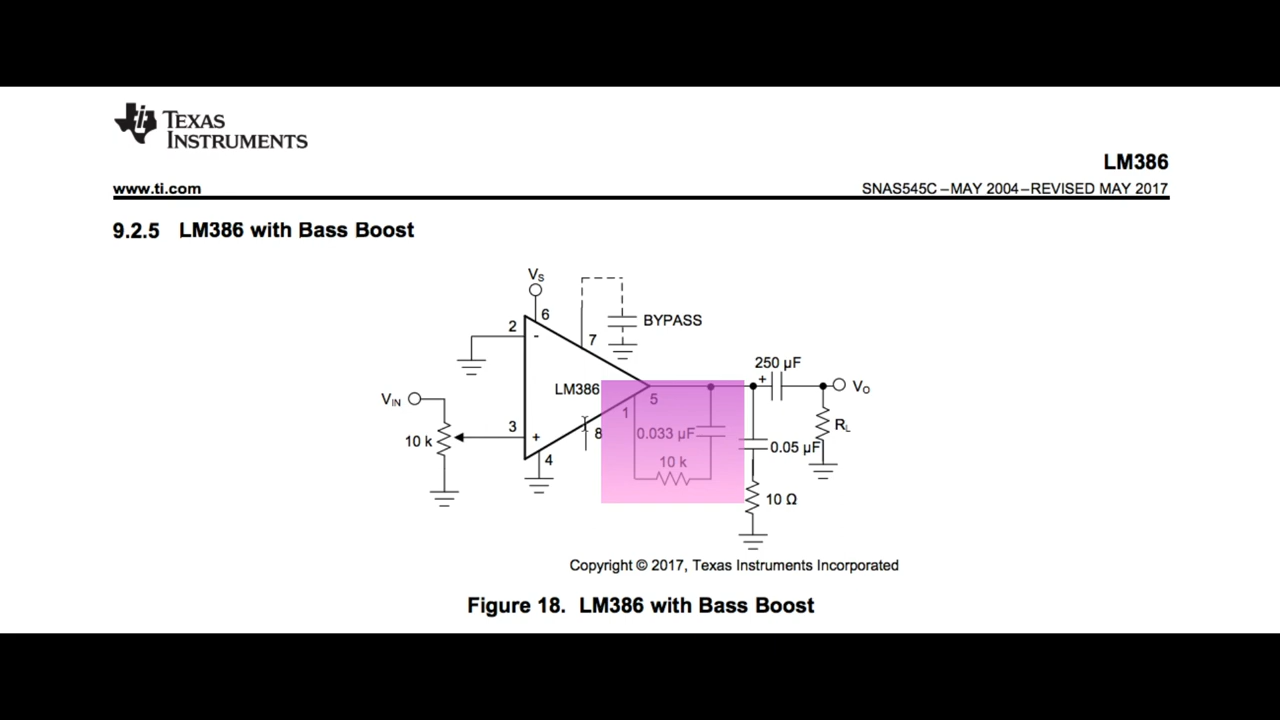 TEXAS
INSTRUMENTS
LM386
www.ti.com
SNAS545C – MAY 2004 – REVISED MAY 2017
9.2.5 LM386 with Bass Boost
VS
6
2
-
7
BYPASS
LM386
5
1
250 µF
+
VO
VIN
10 k
3
+
8
0.033 µF
10 k
RL
0.05 µF
4
10 Ω
Copyright © 2017, Texas Instruments Incorporated
Figure 18. LM386 with Bass Boost